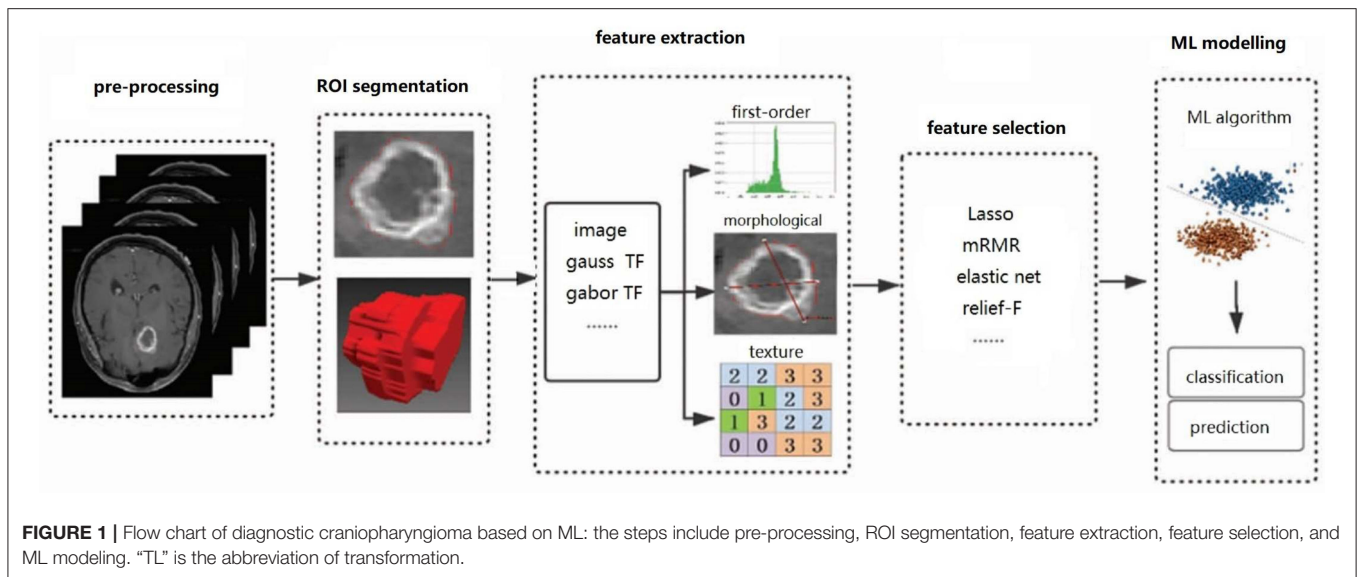 pre-processing
ROI segmentation
feature extraction
image
gauss TF
gabor TF
......
first-order
morphological
texture
2 2 3 3
0 1 2 3
1 3 2 2
0 0 3 3
feature selection
Lasso
mRMR
elastic net
relief-F
......
ML modelling
ML algorithm
classification
prediction
FIGURE 1 | Flow chart of diagnostic craniopharyngioma based on ML: the steps include pre-processing, ROI segmentation, feature extraction, feature selection, and
ML modeling. “TL” is the abbreviation of transformation.